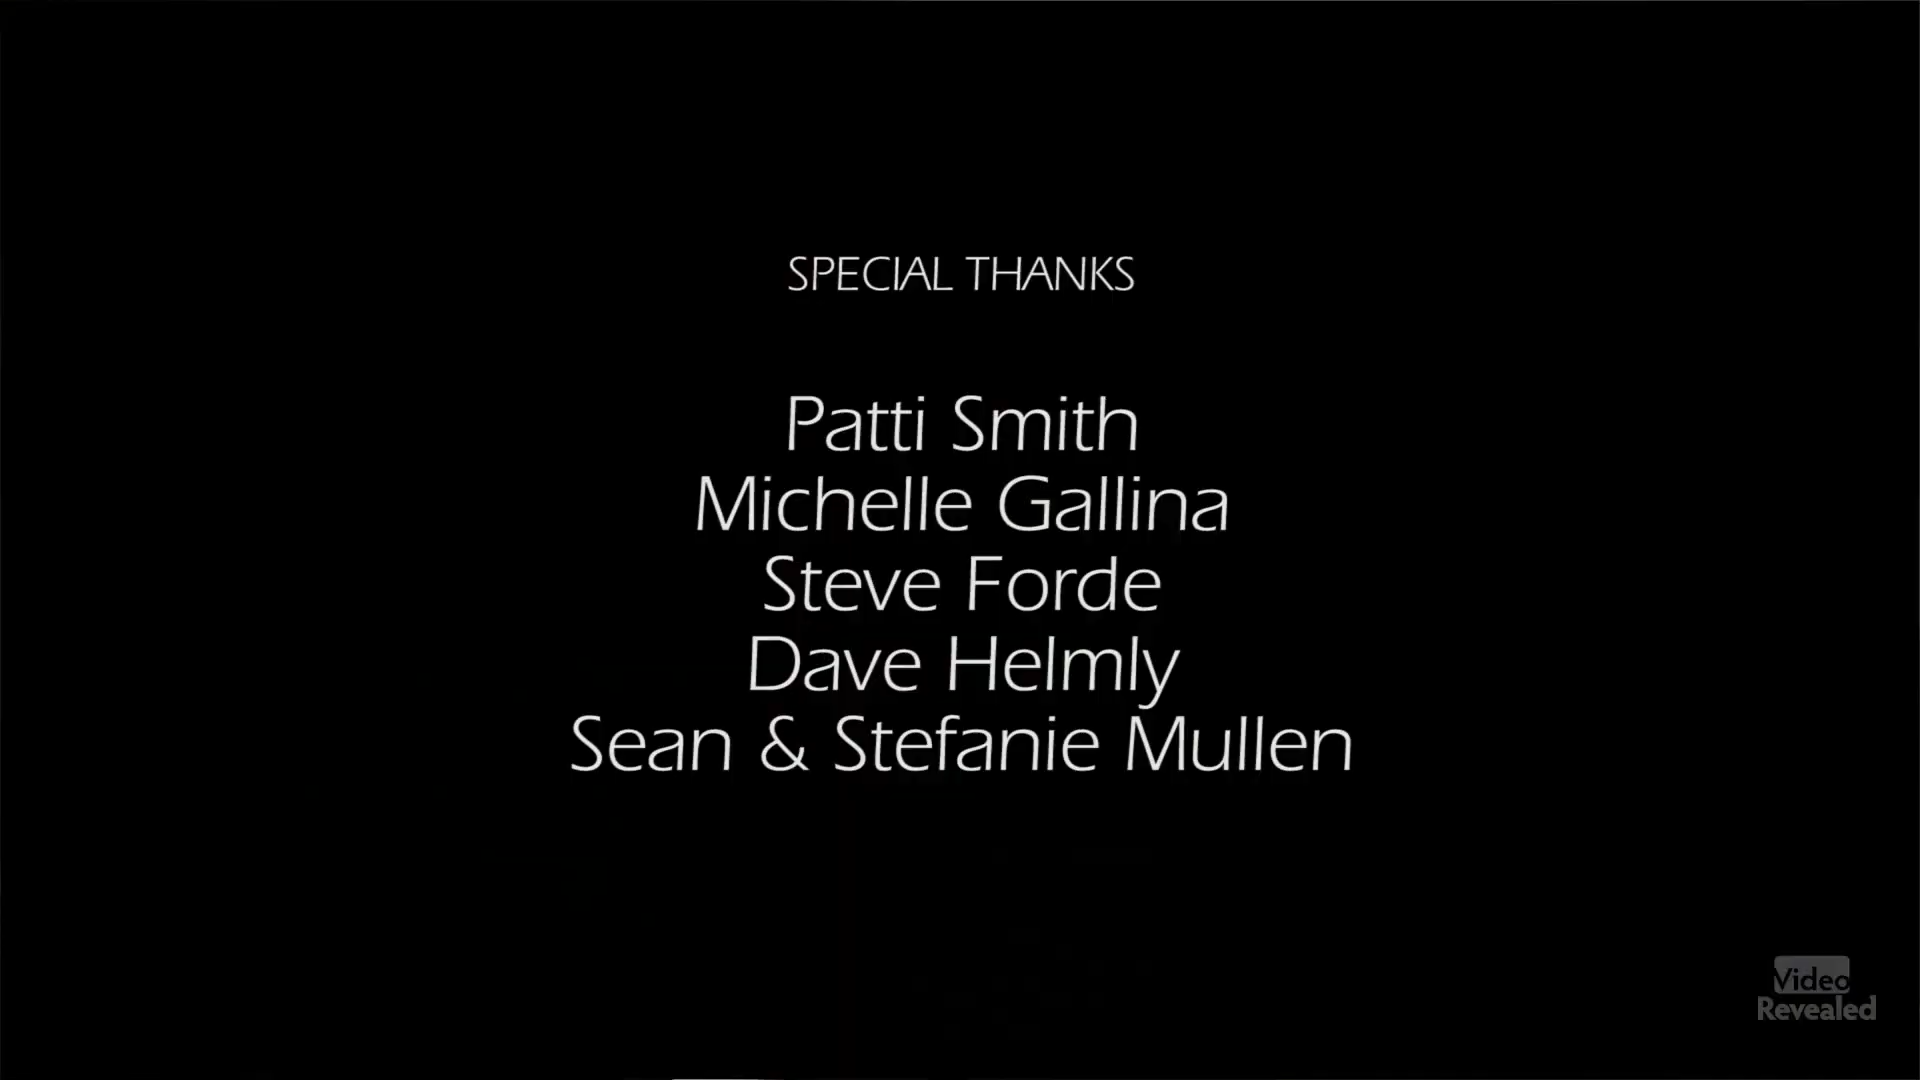 SPECIAL THANKS
Patti Smith
Michelle Gallina
Steve Forde
Dave Helmly
Sean & Stefanie Mullen
Video
Revealed